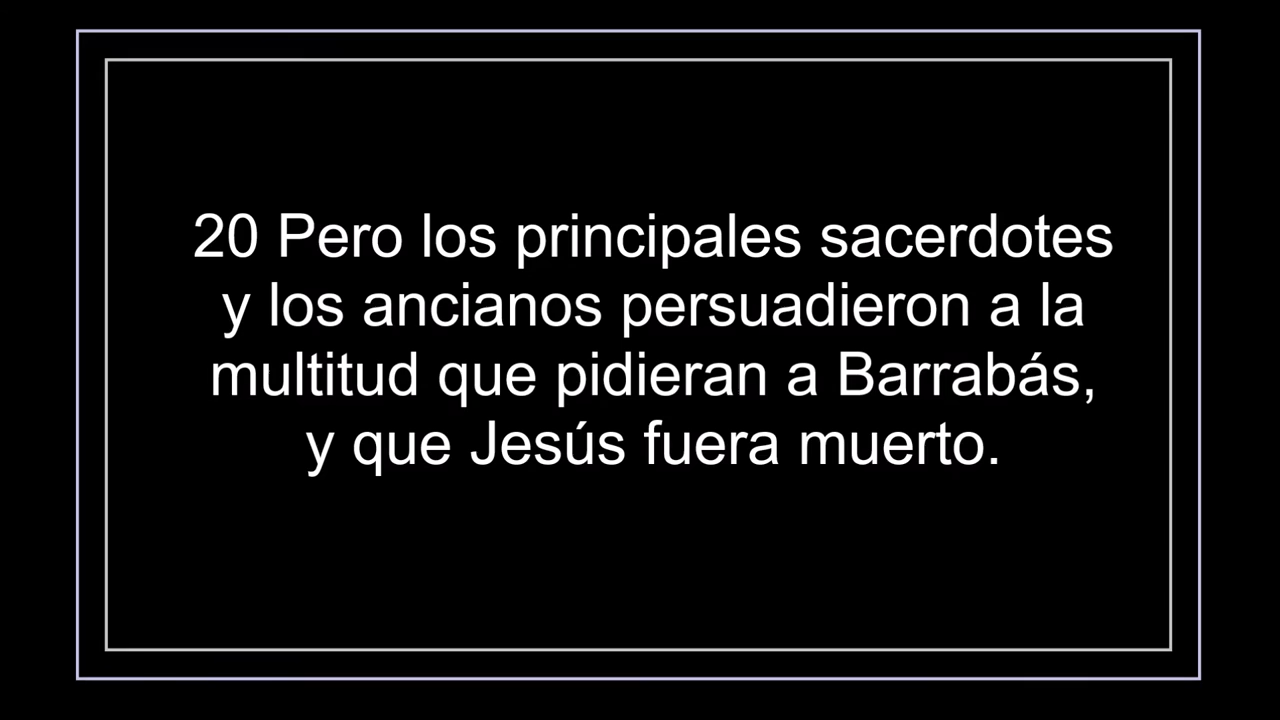 20 Pero los principales sacerdotes
y los ancianos persuadieron a la
multitud que pidieran a Barrabás,
y que Jesús fuera muerto.